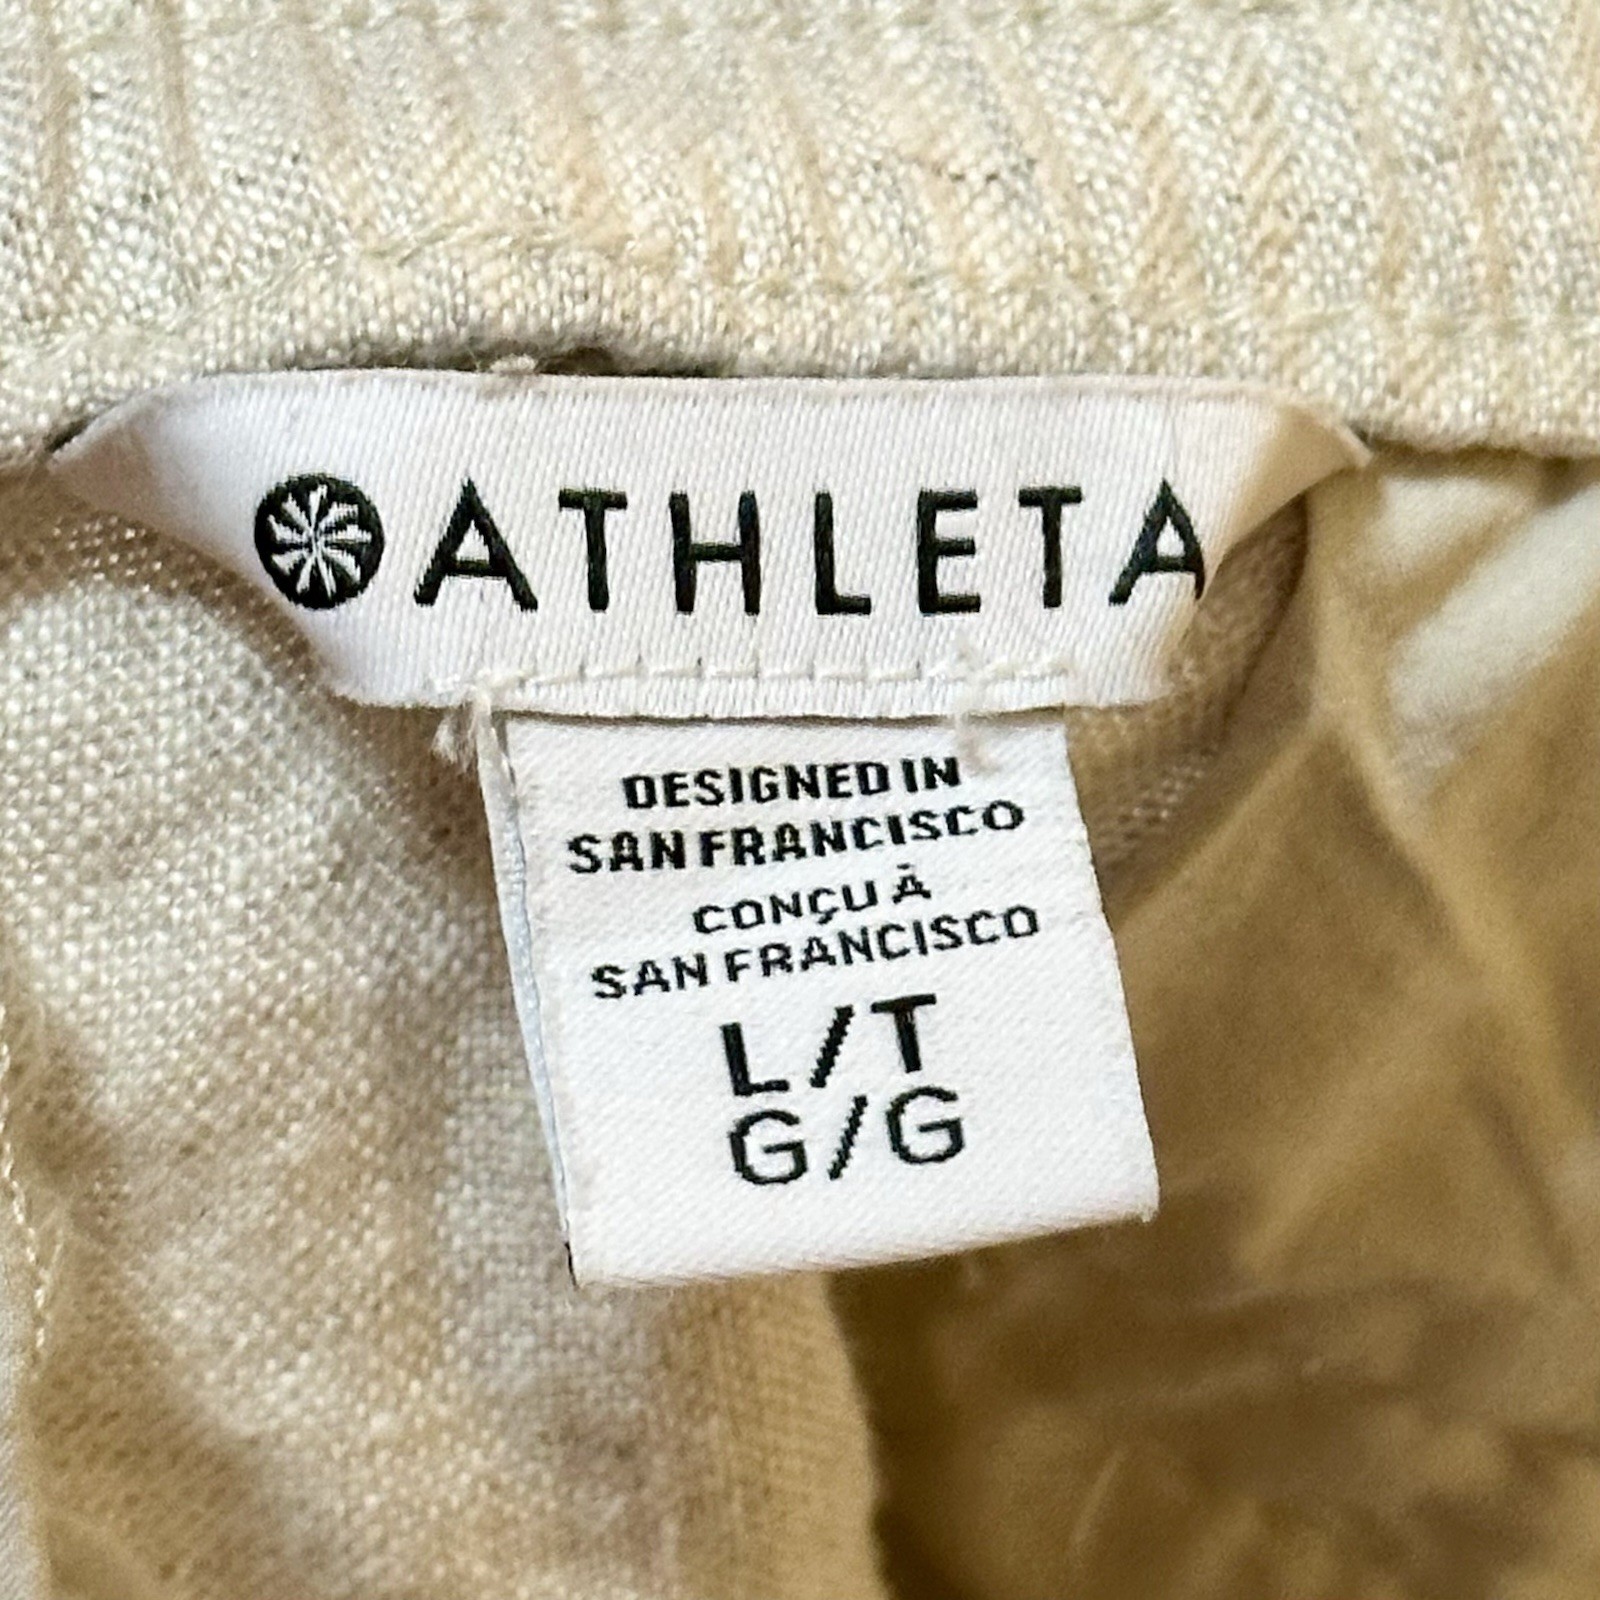 ATHLETA
DESIGNED IN
SAN FRANCISCO
CONÇU À
SAN FRANCISCO
L/T
G/G